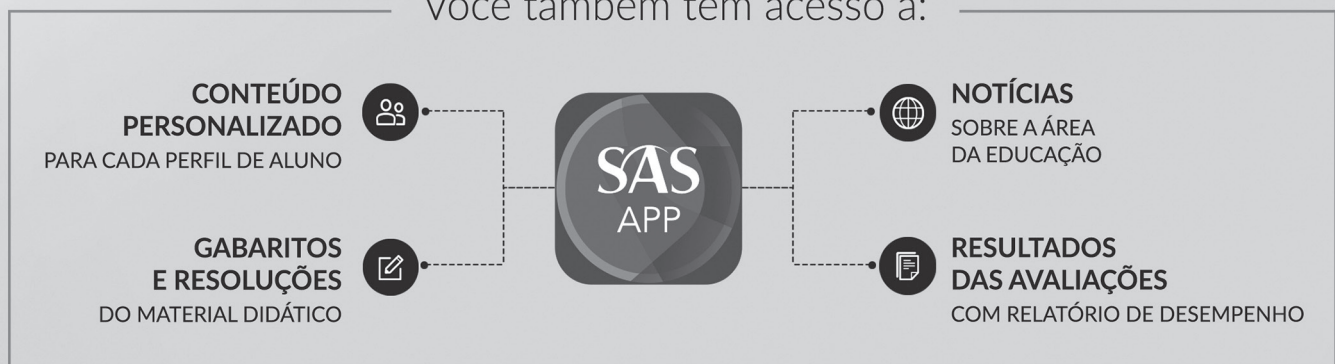 Você também tem acesso a:
CONTEÚDO
PERSONALIZADO
PARA CADA PERFIL DE ALUNO
GABARITOS
E RESOLUÇÕES
DO MATERIAL DIDÁTICO
SAS
APP
NOTÍCIAS
SOBRE A ÁREA
DA EDUCAÇÃO
RESULTADOS
DAS AVALIAÇÕES
COM RELATÓRIO DE DESEMPENHO